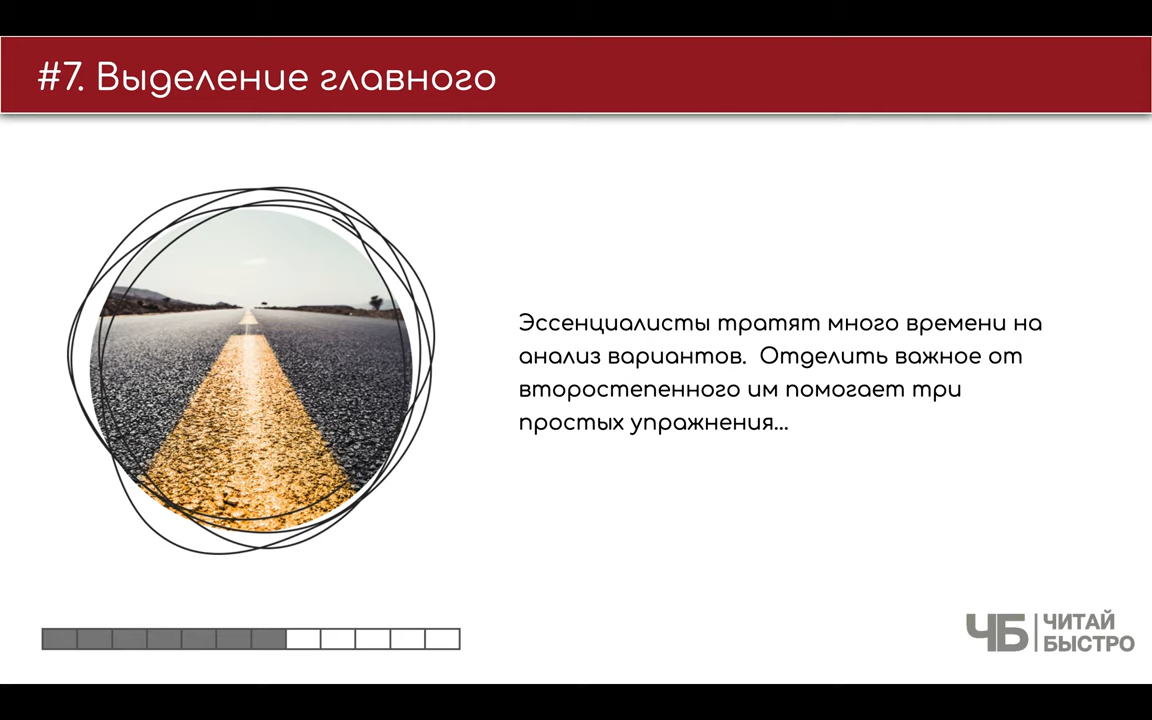 #7. Выделение главного
Эссенциалисты тратят много времени на
анализ вариантов. Отделить важное от
второстепенного им помогает три
простых упражнения...
ЧБ
ЧИТАЙ
БЫСТРО